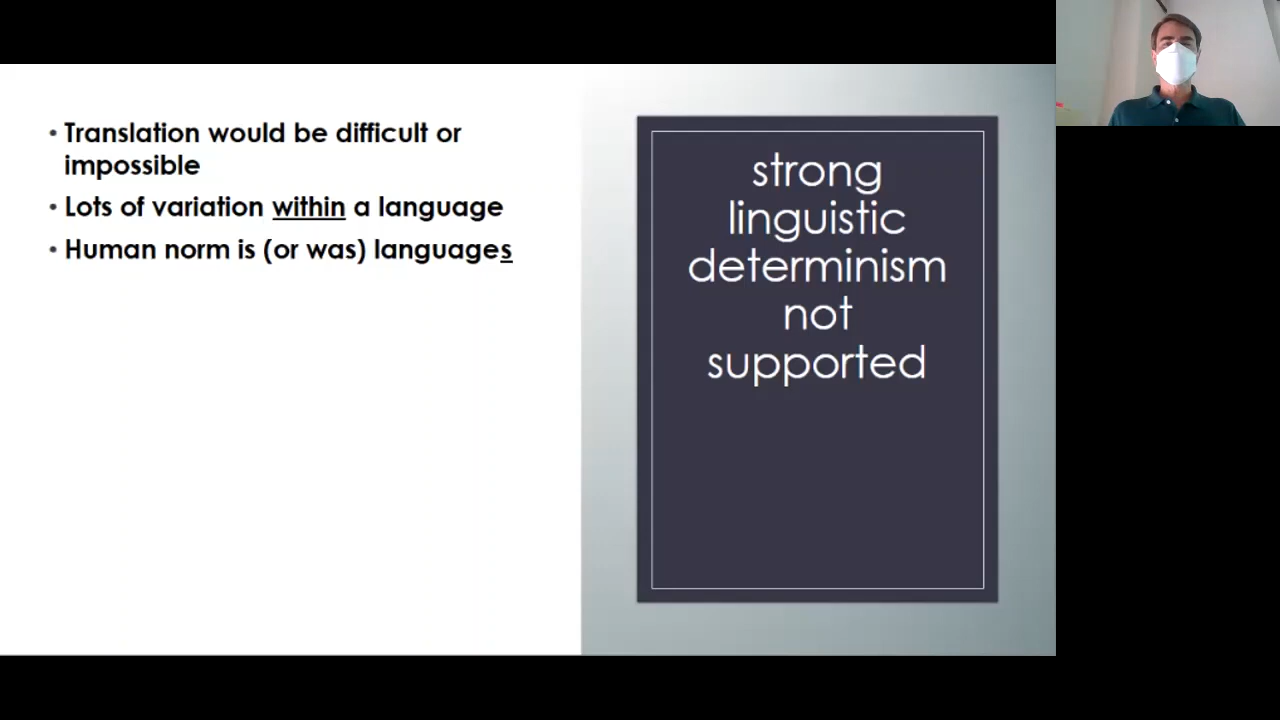 • Translation would be difficult or
impossible
• Lots of variation within a language
• Human norm is (or was) languages
strong
linguistic
determinism
not
supported